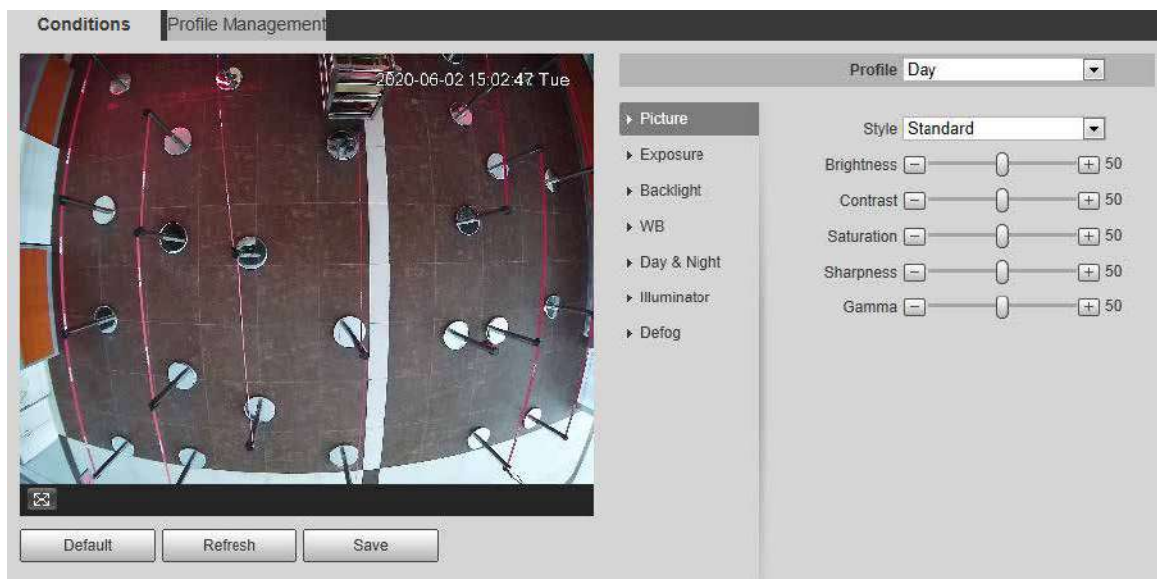 Conditions
Profile Management
2020-06-02 15:02:47 Tue
Profile Day
Picture
Exposure
Backlight
WB
Day & Night
Illuminator
Defog
Style Standard
Brightness 50
Contrast 50
Saturation 50
Sharpness 50
Gamma 50
Default
Refresh
Save